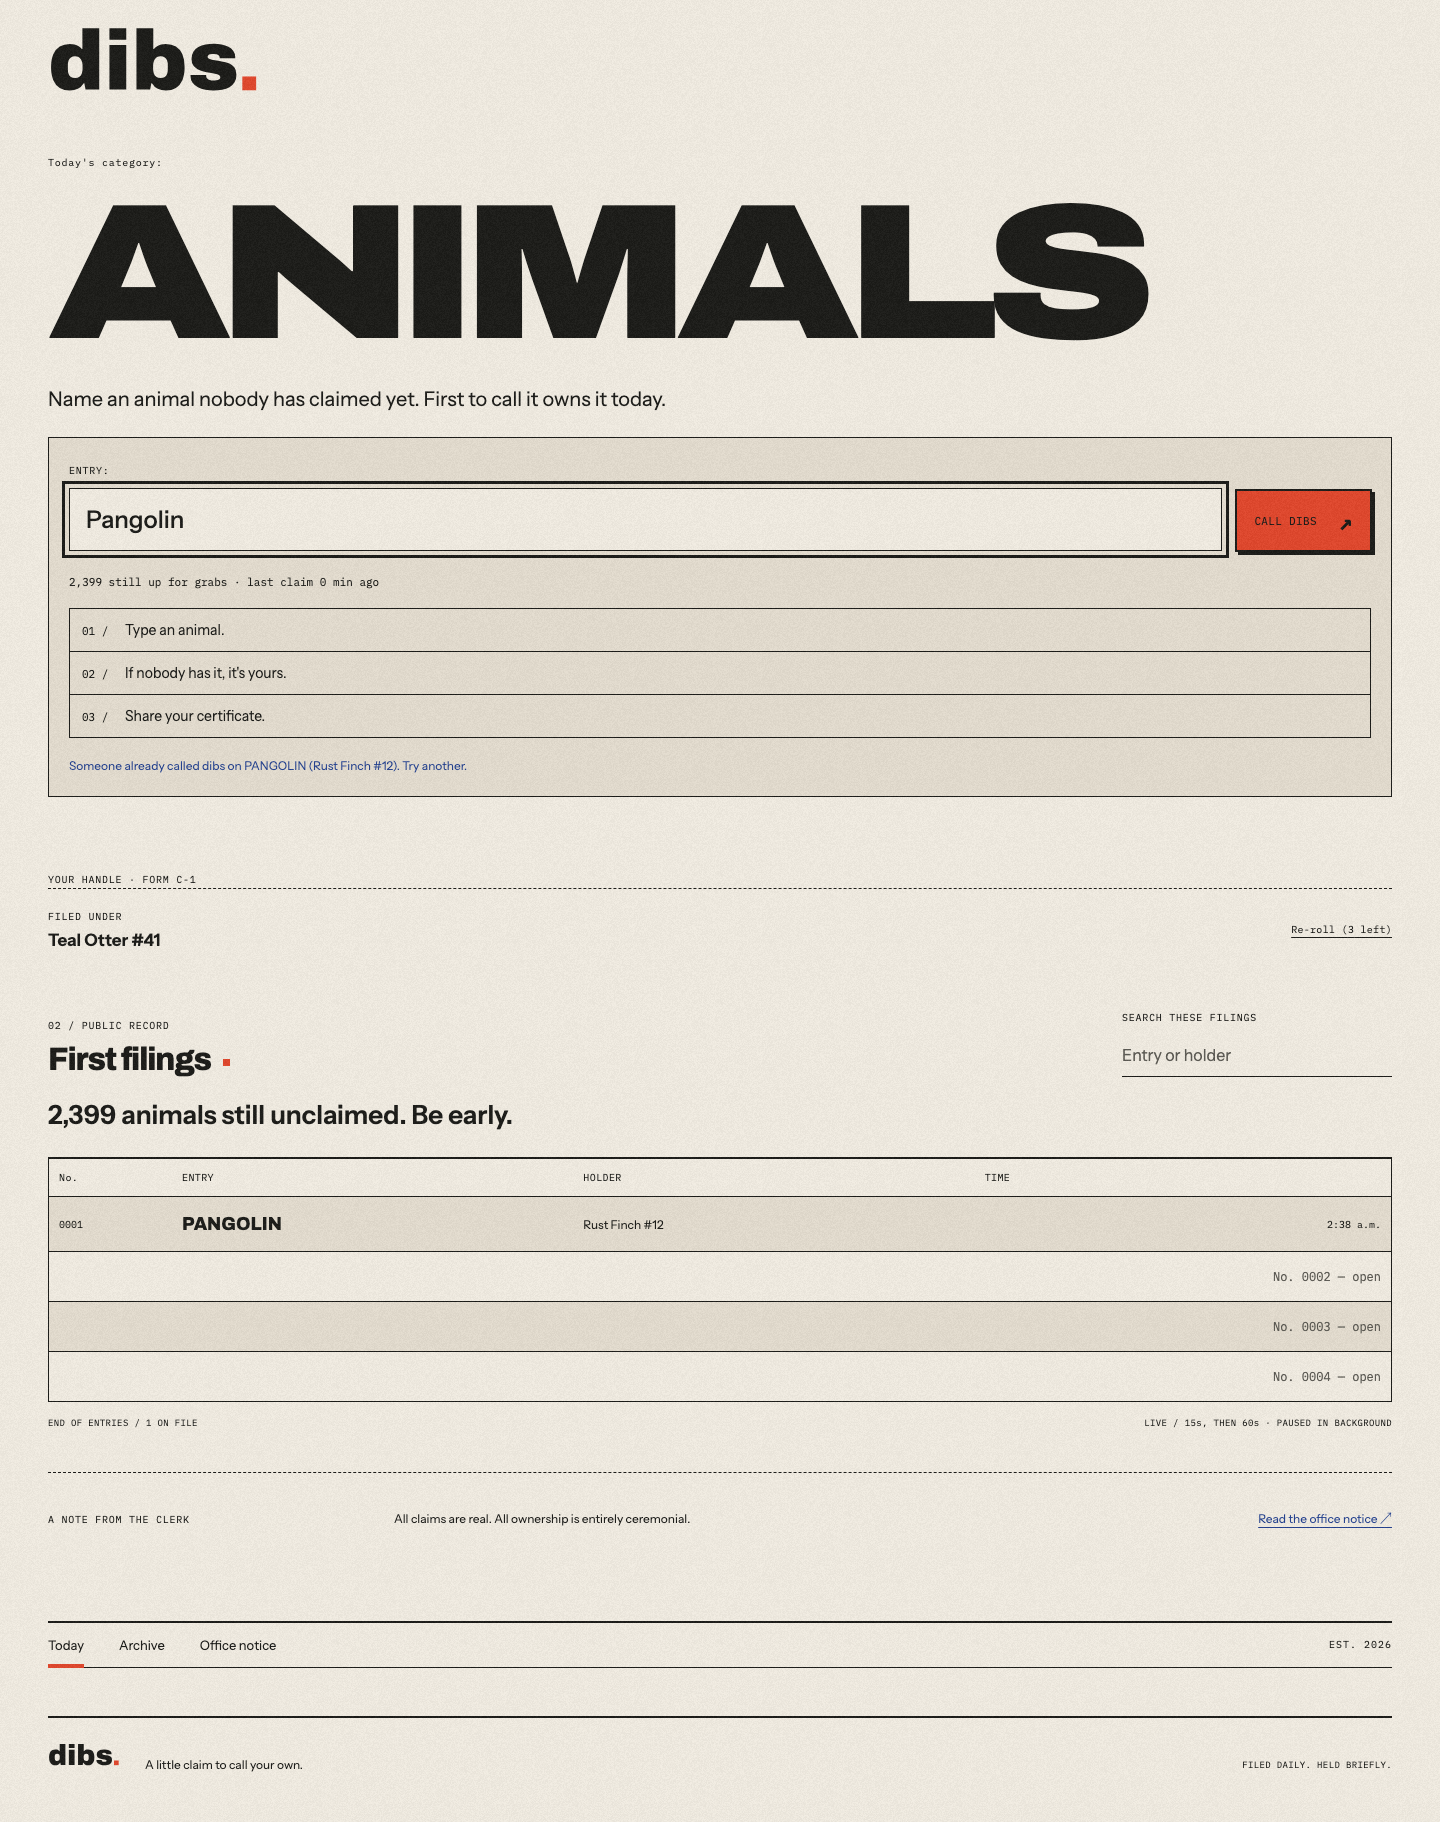 dibs.
Today's category:
ANIMALS
Name an animal nobody has claimed yet. First to call it owns it today.
ENTRY:
Pangolin
CALL DIBS ↗
2,399 still up for grabs · last claim 0 min ago
01 / Type an animal.
02 / If nobody has it, it's yours.
03 / Share your certificate.
Someone already called dibs on PANGOLIN (Rust Finch #12). Try another.
YOUR HANDLE · FORM C-1
FILED UNDER
Teal Otter #41
Re-roll (3 left)
02 / PUBLIC RECORD
First filings
SEARCH THESE FILINGS
Entry or holder
2,399 animals still unclaimed. Be early.
No. ENTRY HOLDER TIME
0001 PANGOLIN Rust Finch #12 2:38 a.m.
No. 0002 — open
No. 0003 — open
No. 0004 — open
END OF ENTRIES / 1 ON FILE
LIVE / 15s, THEN 60s · PAUSED IN BACKGROUND
A NOTE FROM THE CLERK
All claims are real. All ownership is entirely ceremonial.
Read the office notice ↗
Today Archive Office notice
EST. 2026
dibs.
A little claim to call your own.
FILED DAILY. HELD BRIEFLY.